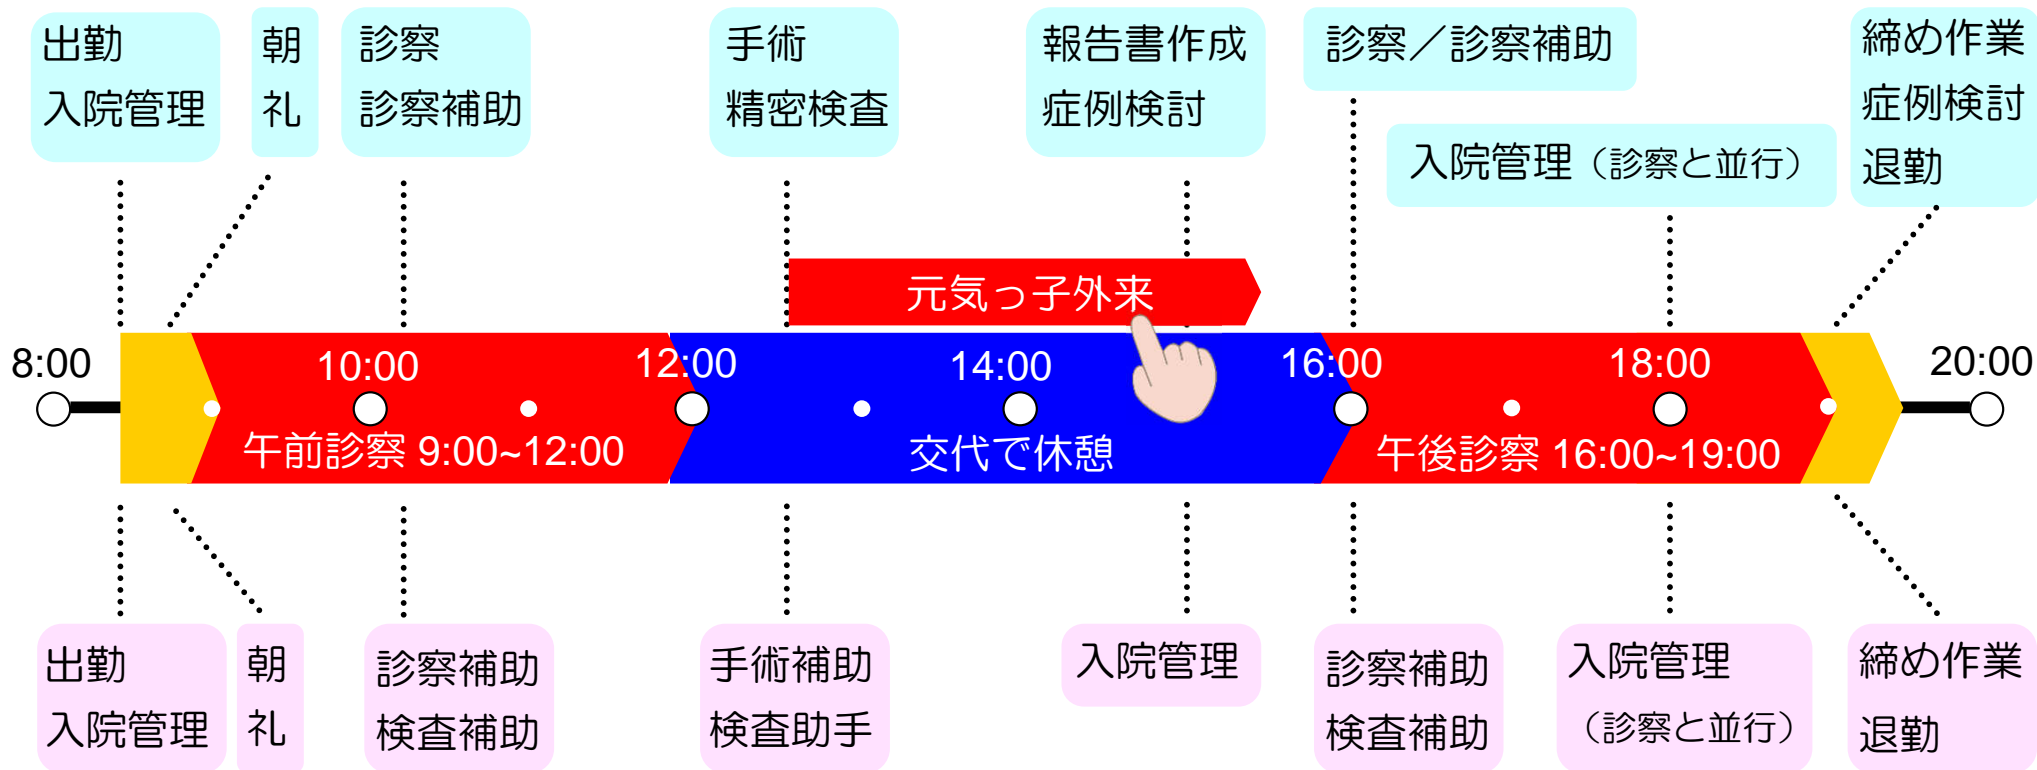 出勤
入院管理
朝
礼
診察
診察補助
手術
精密検査
報告書作成
症例検討
診察／診察補助
入院管理（診察と並行）
締め作業
症例検討
退勤
元気っ子外来
8:00
10:00
12:00
14:00
16:00
18:00
20:00
午前診察 9:00~12:00
交代で休憩
午後診察 16:00~19:00
出勤
入院管理
朝
礼
診察補助
検査補助
手術補助
検査助手
入院管理
診察補助
検査補助
入院管理
（診察と並行）
締め作業
退勤